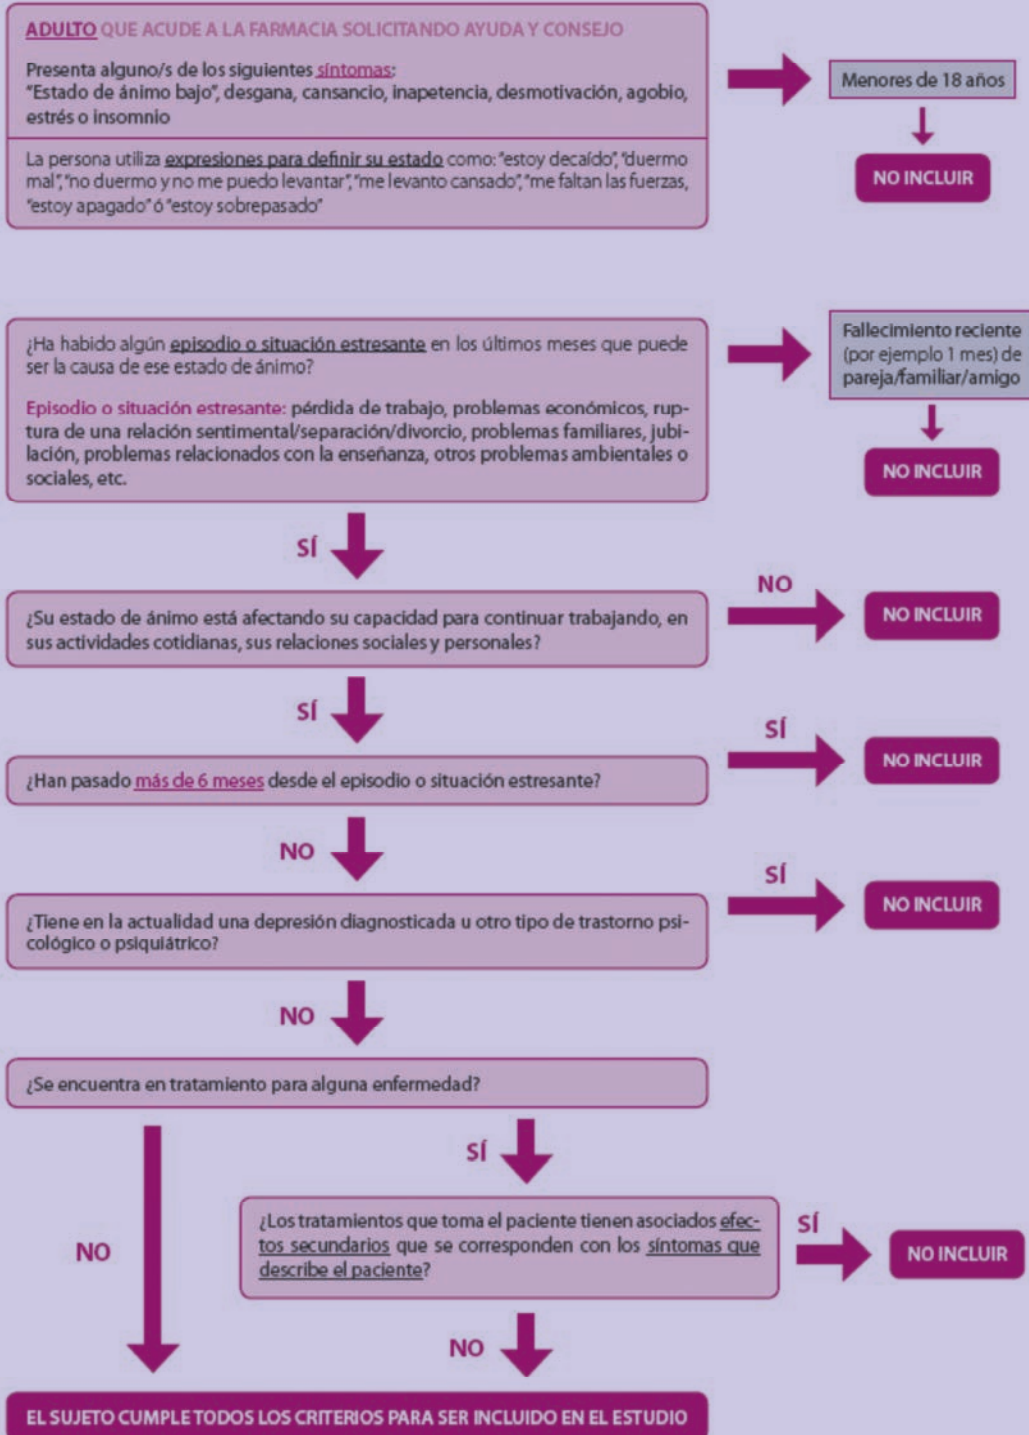 ADULTO QUE ACUDE A LA FARMACIA SOLICITANDO AYUDA Y CONSEJO
Presenta alguno/s de los siguientes síntomas:
"Estado de ánimo bajo", desgana, cansancio, inapetencia, desmotivación, agobio,
estrés o insomnio
La persona utiliza expresiones para definir su estado como: "estoy decaído", "duermo
mal", "no duermo y no me puedo levantar", "me levanto cansado", "me faltan las fuerzas,
"estoy apagado" ó "estoy sobrepasado"
Menores de 18 años
NO INCLUIR
¿Ha habido algún episodio o situación estresante en los últimos meses que puede
ser la causa de ese estado de ánimo?
Episodio o situación estresante: pérdida de trabajo, problemas económicos, rup-
tura de una relación sentimental/separación/divorcio, problemas familiares, jubi-
lación, problemas relacionados con la enseñanza, otros problemas ambientales o
sociales, etc.
Fallecimiento reciente
(por ejemplo 1 mes) de
pareja/familiar/amigo
NO INCLUIR
SÍ
¿Su estado de ánimo está afectando su capacidad para continuar trabajando, en
sus actividades cotidianas, sus relaciones sociales y personales?
NO
NO INCLUIR
SÍ
¿Han pasado más de 6 meses desde el episodio o situación estresante?
SÍ
NO INCLUIR
NO
¿Tiene en la actualidad una depresión diagnosticada u otro tipo de trastorno psi-
cológico o psiquiátrico?
SÍ
NO INCLUIR
NO
¿Se encuentra en tratamiento para alguna enfermedad?
SÍ
¿Los tratamientos que toma el paciente tienen asociados efec-
tos secundarios que se corresponden con los síntomas que
describe el paciente?
SÍ
NO INCLUIR
NO
NO
EL SUJETO CUMPLE TODOS LOS CRITERIOS PARA SER INCLUIDO EN EL ESTUDIO